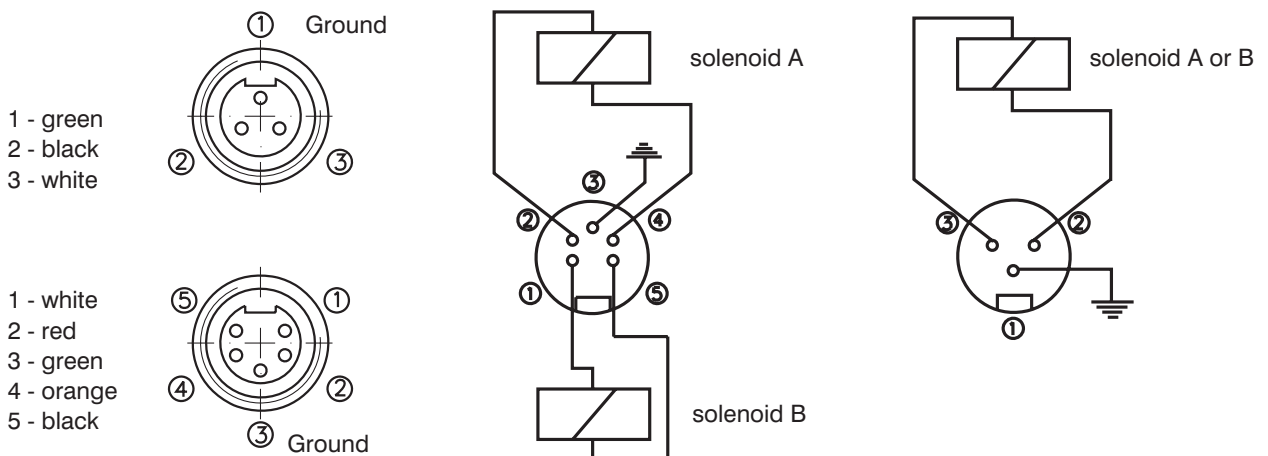 ① Ground
1 - green
2 - black
3 - white
② ③
1 - white
2 - red
3 - green
4 - orange
5 - black
⑤ ①
④ ②
③ Ground
solenoid A
③
② ④
① ⑤
solenoid B
solenoid A or B
③ ②
①